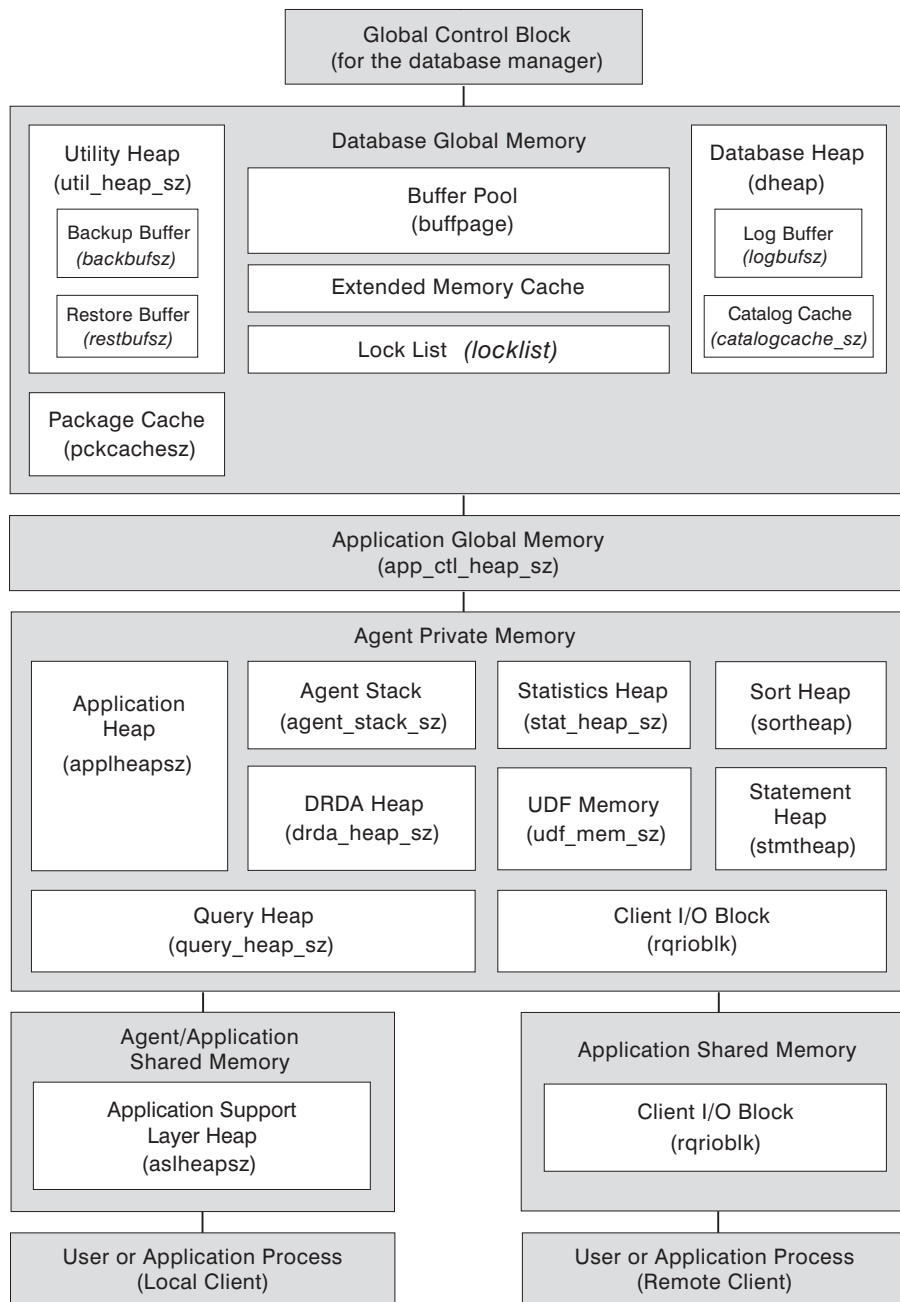 Global Control Block
(for the database manager)
Database Global Memory
Utility Heap
(util_heap_sz)
Backup Buffer
(backbufsz)
Restore Buffer
(restbufsz)
Buffer Pool
(buffpage)
Extended Memory Cache
Lock List (locklist)
Database Heap
(dheap)
Log Buffer
(logbufsz)
Catalog Cache
(catalogcache_sz)
Package Cache
(pckcachesz)
Application Global Memory
(app_ctl_heap_sz)
Agent Private Memory
Application
Heap
(applheapsz)
Agent Stack
(agent_stack_sz)
Statistics Heap
(stat_heap_sz)
Sort Heap
(sortheap)
DRDA Heap
(drda_heap_sz)
UDF Memory
(udf_mem_sz)
Statement
Heap
(stmtheap)
Query Heap
(query_heap_sz)
Client I/O Block
(rqrioblk)
Agent/Application
Shared Memory
Application Support
Layer Heap
(aslheapsz)
Application Shared Memory
Client I/O Block
(rqrioblk)
User or Application Process
(Local Client)
User or Application Process
(Remote Client)